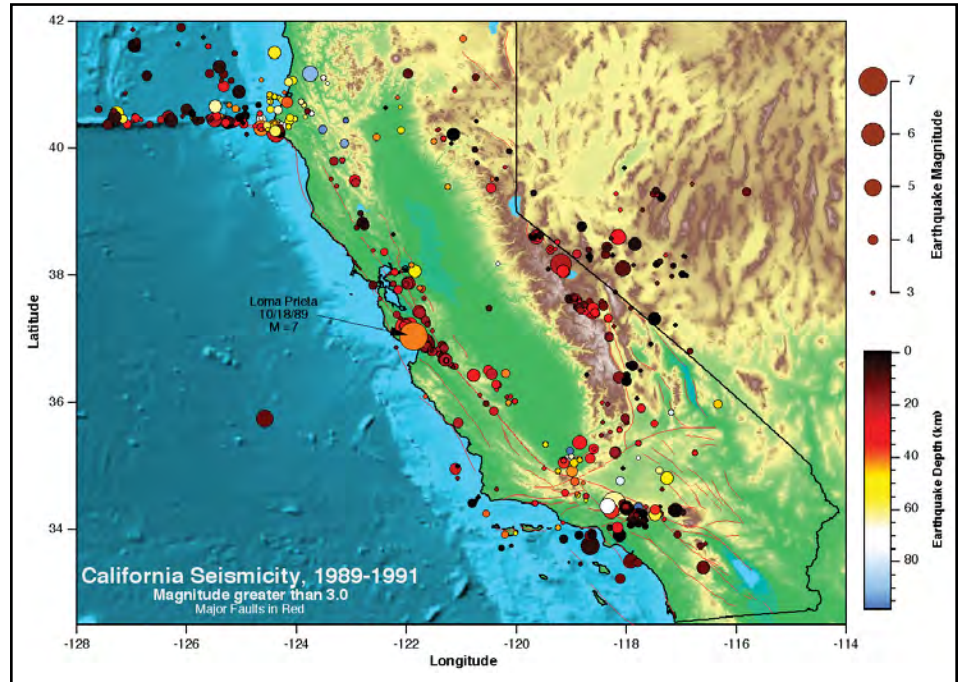 42
40
38
36
34
Latitude
-128
-126
-124
-122
-120
-118
-116
-114
Longitude
Loma Prieta
10/18/89
M = 7
California Seismicity, 1989-1991
Magnitude greater than 3.0
Major Faults in Red
7
6
5
4
3
Earthquake Magnitude
0
20
40
60
80
Earthquake Depth (km)